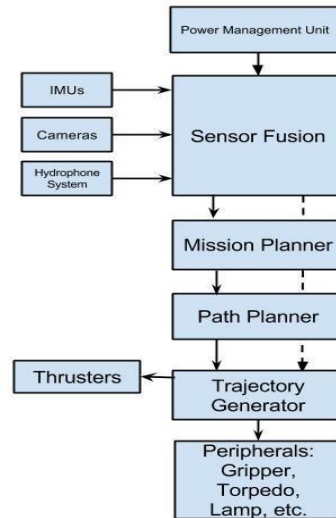 Power Management Unit
IMUs
Cameras
Sensor Fusion
Hydrophone
System
Mission Planner
Path Planner
Thrusters
Trajectory
Generator
Peripherals:
Gripper,
Torpedo,
Lamp, etc.